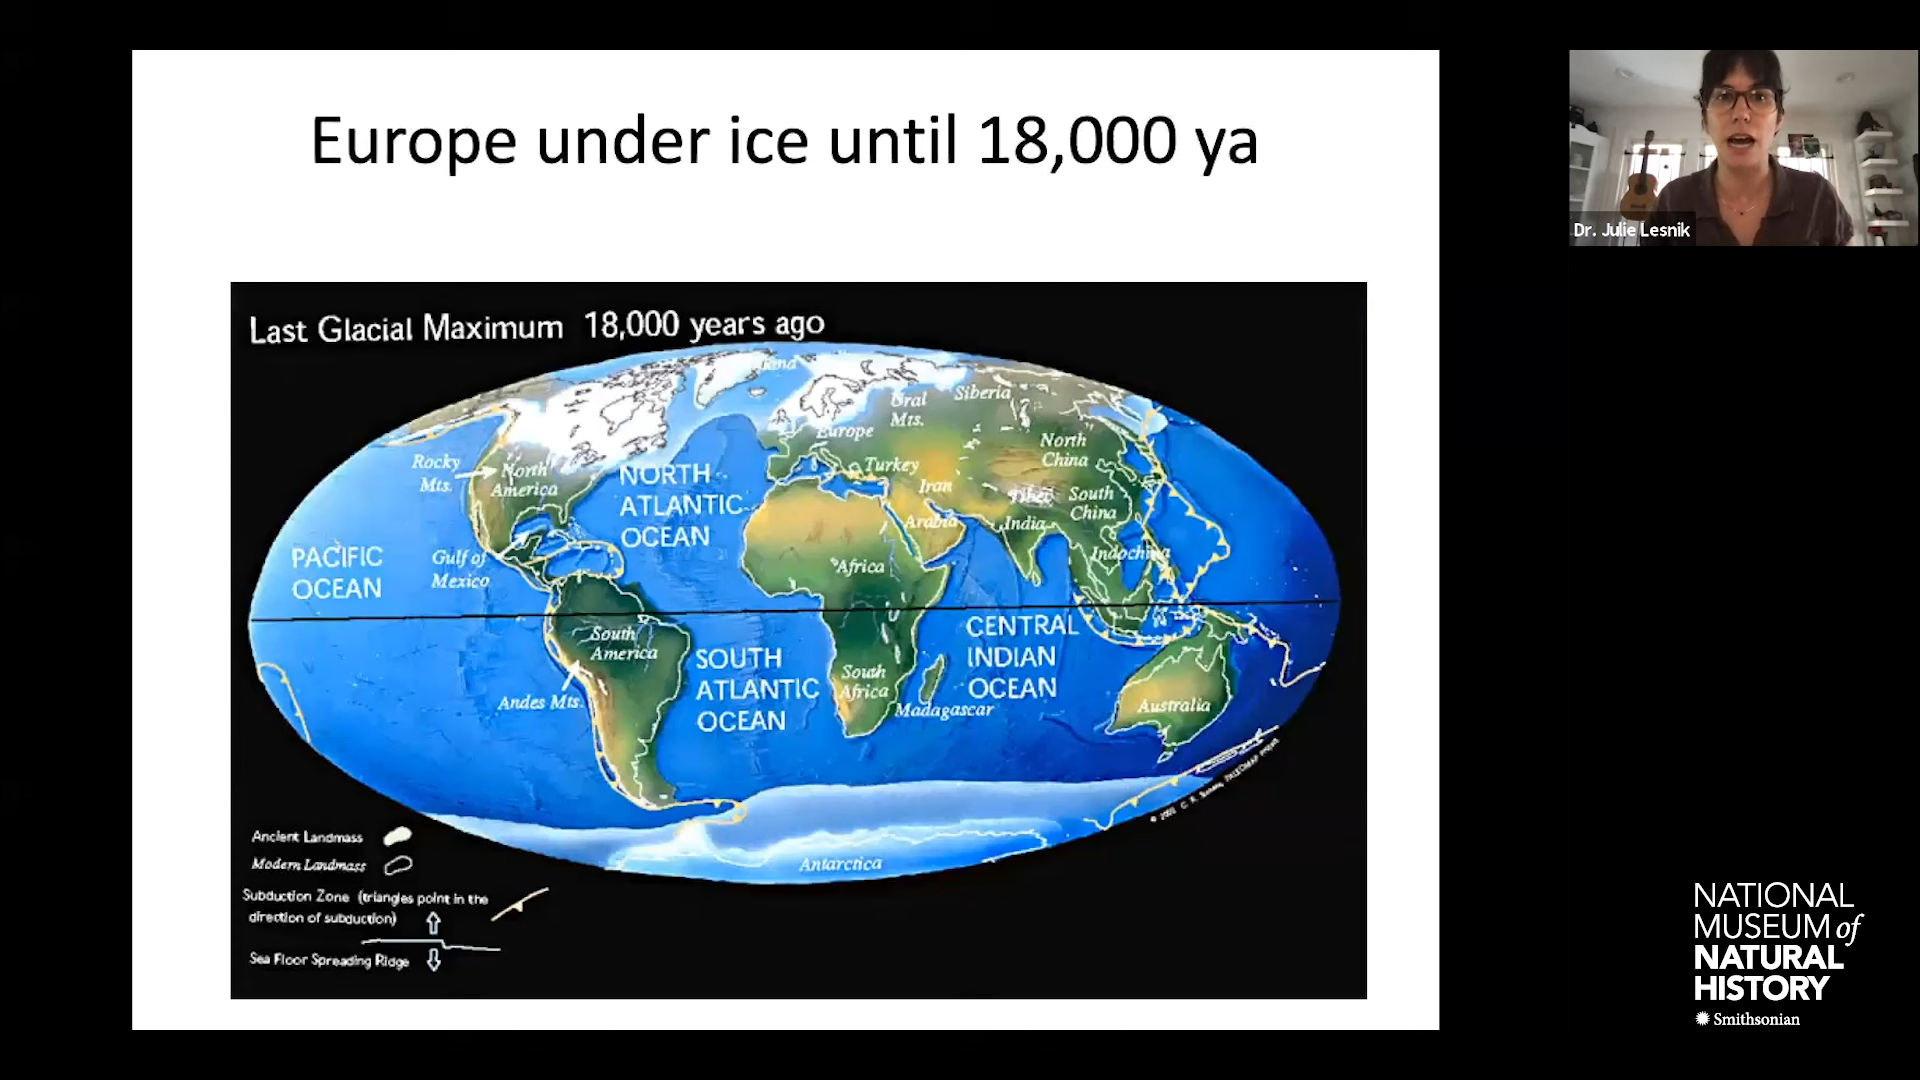 Europe under ice until 18,000 ya
Dr. Julie Lesnik
Last Glacial Maximum 18,000 years ago
Siberia
Ural
Mts.
Europe
North
China
Rocky
Mts.
North
America
NORTH
ATLANTIC
OCEAN
Turkey
Iran
Tibet
South
China
Arabia
India
Indochina
PACIFIC
OCEAN
Gulf of
Mexico
Africa
South
America
CENTRAL
INDIAN
OCEAN
SOUTH
ATLANTIC
OCEAN
South
Africa
Andes Mts.
Madagascar
Australia
Antarctica
Ancient Landmass
Modern Landmass
Subduction Zone (triangles point in the
direction of subduction)
Sea Floor Spreading Ridge
NATIONAL
MUSEUM of
NATURAL
HISTORY
Smithsonian